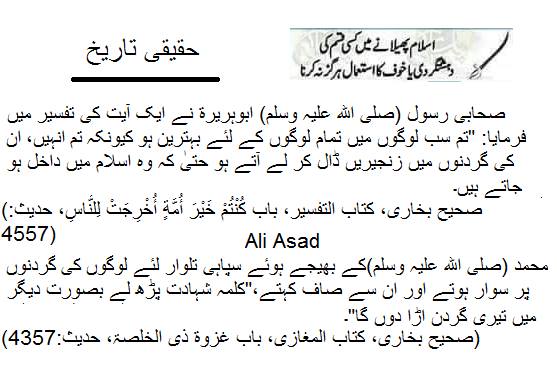 اسلام پھیلانے میں کسی قسم کی
دہشتگردی یا خوف کا استعمال ہرگز نہ کرنا
حقیقی تاریخ
صحابی رسول (صلی اللہ علیہ وسلم) ابوہریرۃ نے ایک آیت کی تفسیر میں
فرمایا: "تم سب لوگوں میں تمام لوگوں کے لئے بہترین ہو کیونکہ تم انہیں، ان
کی گردنوں میں زنجیریں ڈال کر لے آتے ہو حتیٰ کہ وہ اسلام میں داخل ہو
جاتے ہیں۔
صحیح بخاری، کتاب التفسیر، باب كُنْتُمْ خَيْرَ أُمَّةٍ أُخْرِجَتْ لِلنَّاسِ، حدیث:)
4557)
Ali Asad
محمد (صلی اللہ علیہ وسلم)کے بھیجے ہوئے سپاہی تلوار لئے لوگوں کی گردنوں
پر سوار ہوتے اور ان سے صاف کہتے،"کلمہ شہادت پڑھ لے بصورت دیگر
میں تیری گردن اڑا دوں گا"۔
(صحیح بخاری، کتاب المغازی، باب غزوۃ ذی الخلصۃ، حدیث:4357)